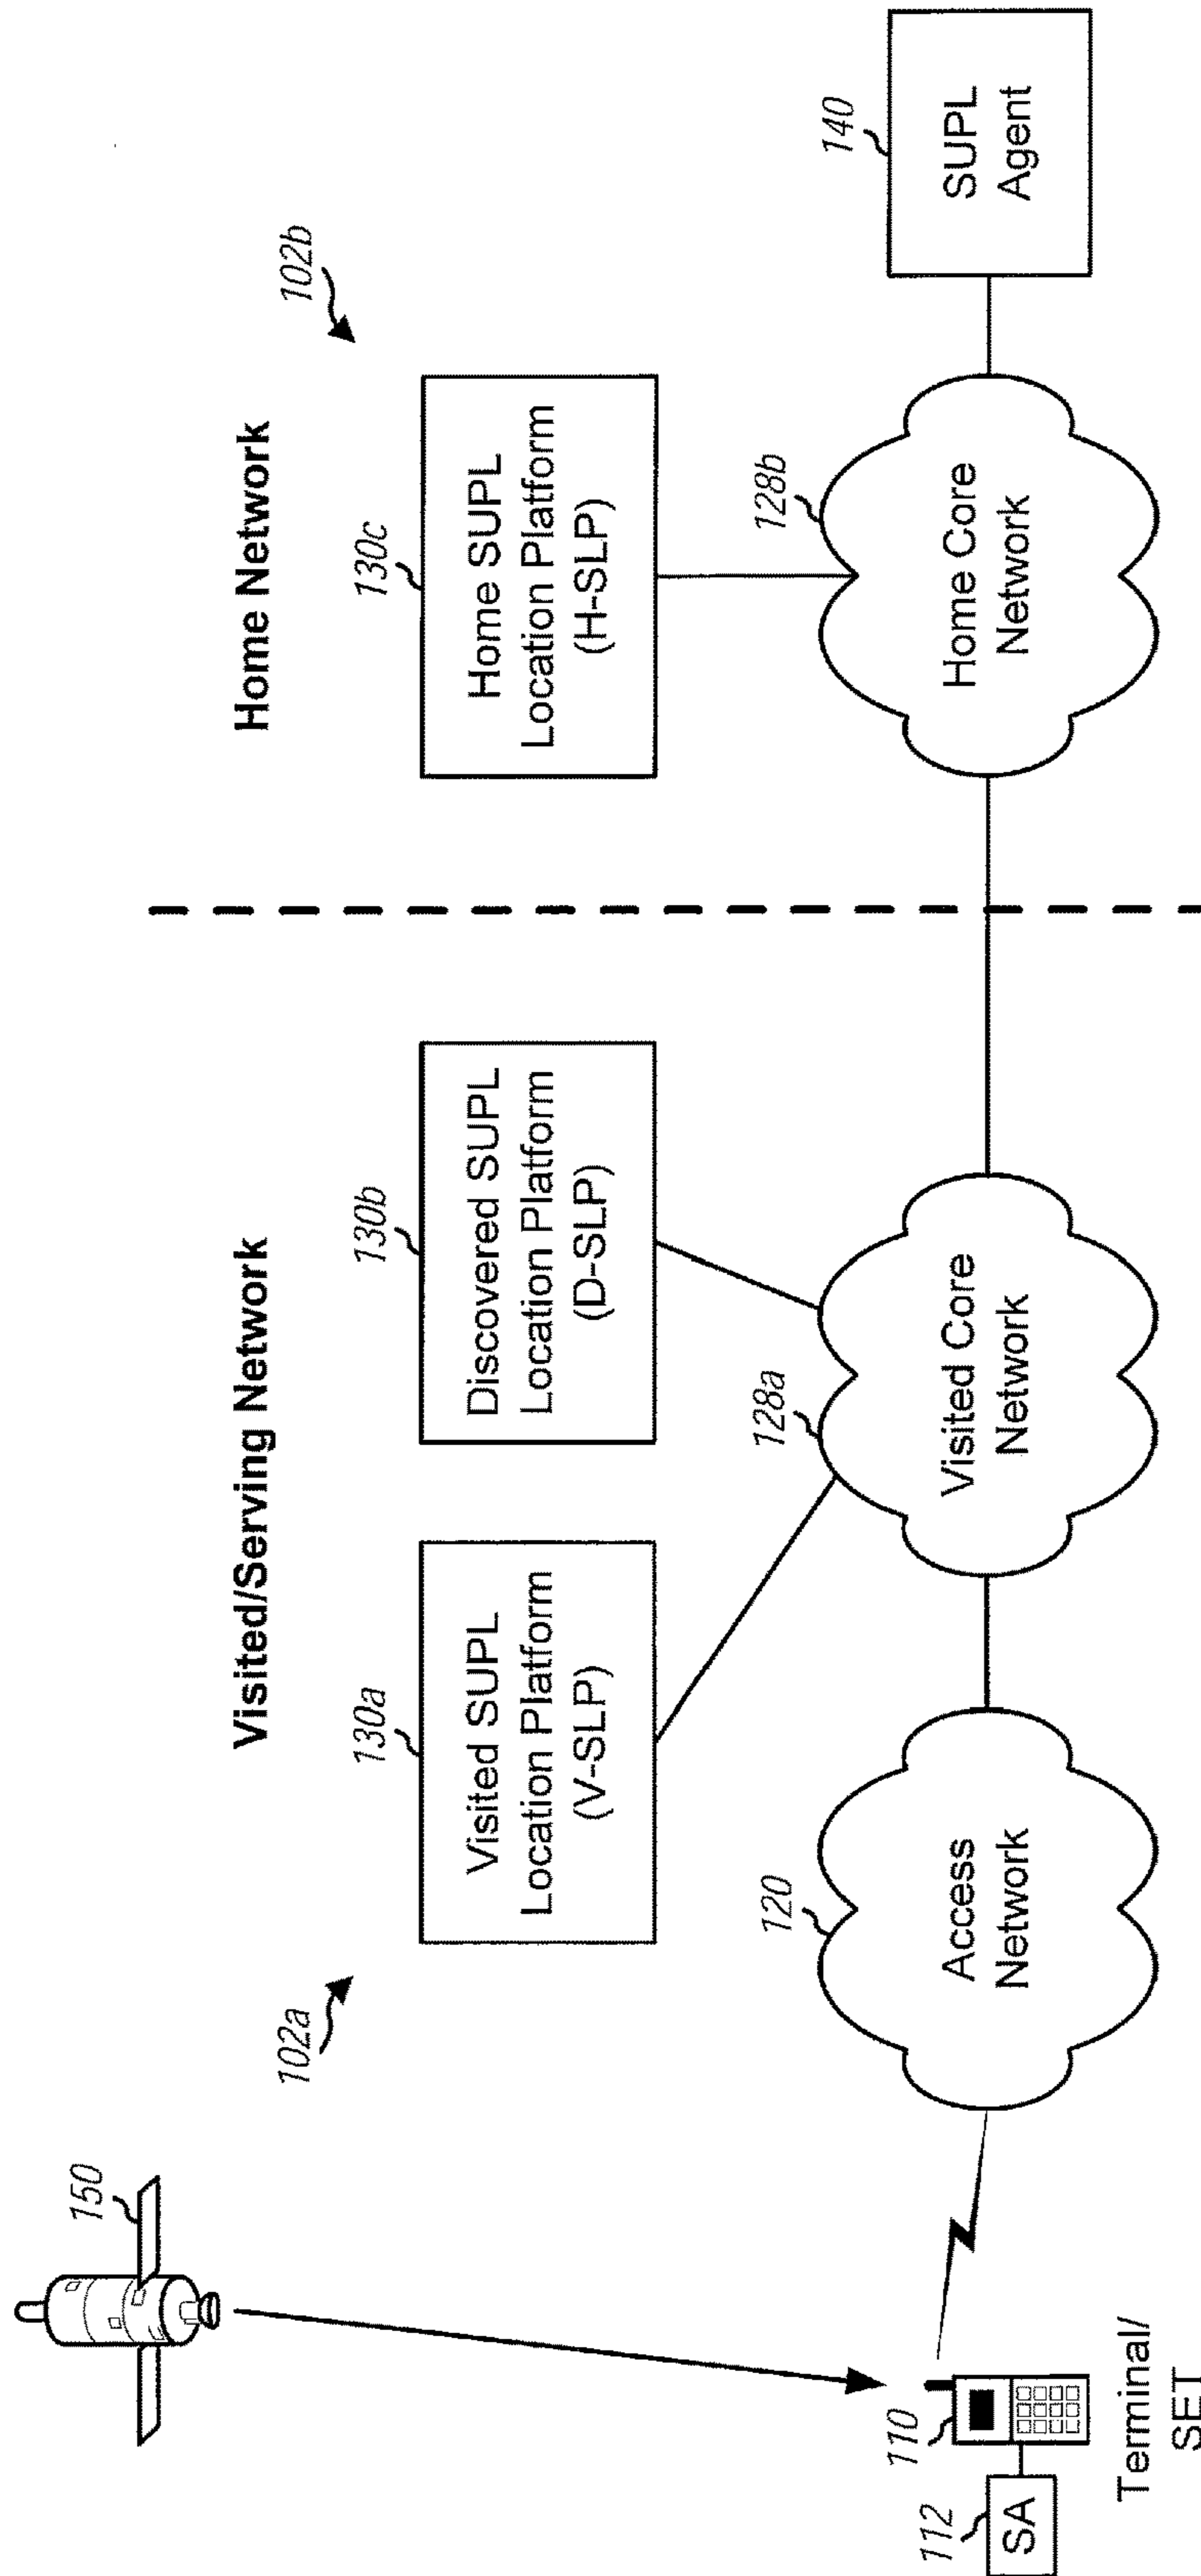 Visited/Serving Network
Home Network
150
102a
130a
Visited SUPL
Location Platform
(V-SLP)
130b
Discovered SUPL
Location Platform
(D-SLP)
130c
Home SUPL
Location Platform
(H-SLP)
102b
112
SA
110
Terminal/
SET
120
Access
Network
128a
Visited Core
Network
128b
Home Core
Network
140
SUPL
Agent